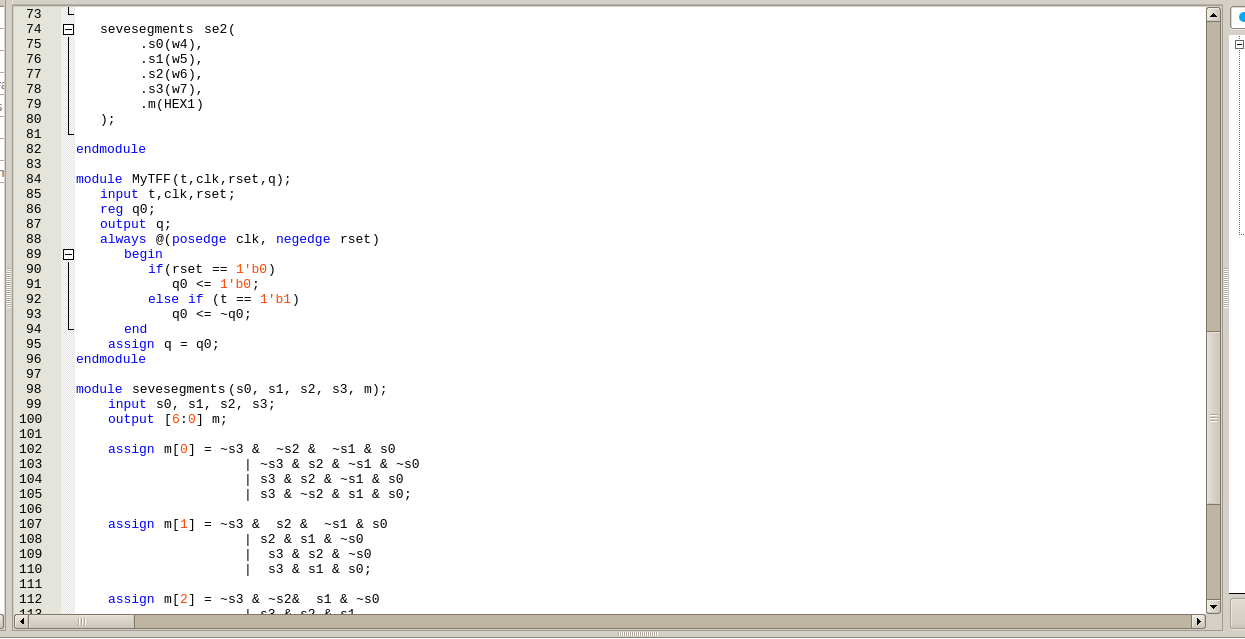 73
74 sevesegments se2(
75 .s0(w4),
76 .s1(w5),
77 .s2(w6),
78 .s3(w7),
79 .m(HEX1)
80 );
81
82 endmodule
83
84 module MyTFF(t,clk,rset,q);
85 input t,clk,rset;
86 reg q0;
87 output q;
88 always @(posedge clk, negedge rset)
89 begin
90 if(rset == 1'b0)
91 q0 <= 1'b0;
92 else if (t == 1'b1)
93 q0 <= ~q0;
94 end
95 assign q = q0;
96 endmodule
97
98 module sevesegments(s0, s1, s2, s3, m);
99 input s0, s1, s2, s3;
100 output [6:0] m;
101
102 assign m[0] = ~s3 & ~s2 & ~s1 & s0
103 | ~s3 & s2 & ~s1 & ~s0
104 | s3 & s2 & ~s1 & s0
105 | s3 & ~s2 & s1 & s0;
106
107 assign m[1] = ~s3 & s2 & ~s1 & s0
108 | s2 & s1 & ~s0
109 | s3 & s2 & ~s0
110 | s3 & s1 & s0;
111
112 assign m[2] = ~s3 & ~s2& s1 & ~s0
113 | s3 & s2 & s1